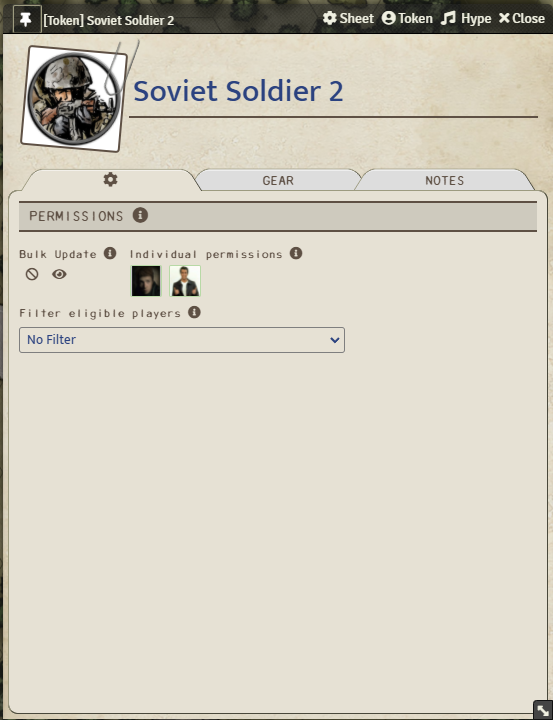 [Token] Soviet Soldier 2 Sheet Token Hype Close
Soviet Soldier 2
GEAR NOTES
PERMISSIONS
Bulk Update Individual permissions
Filter eligible players
No Filter